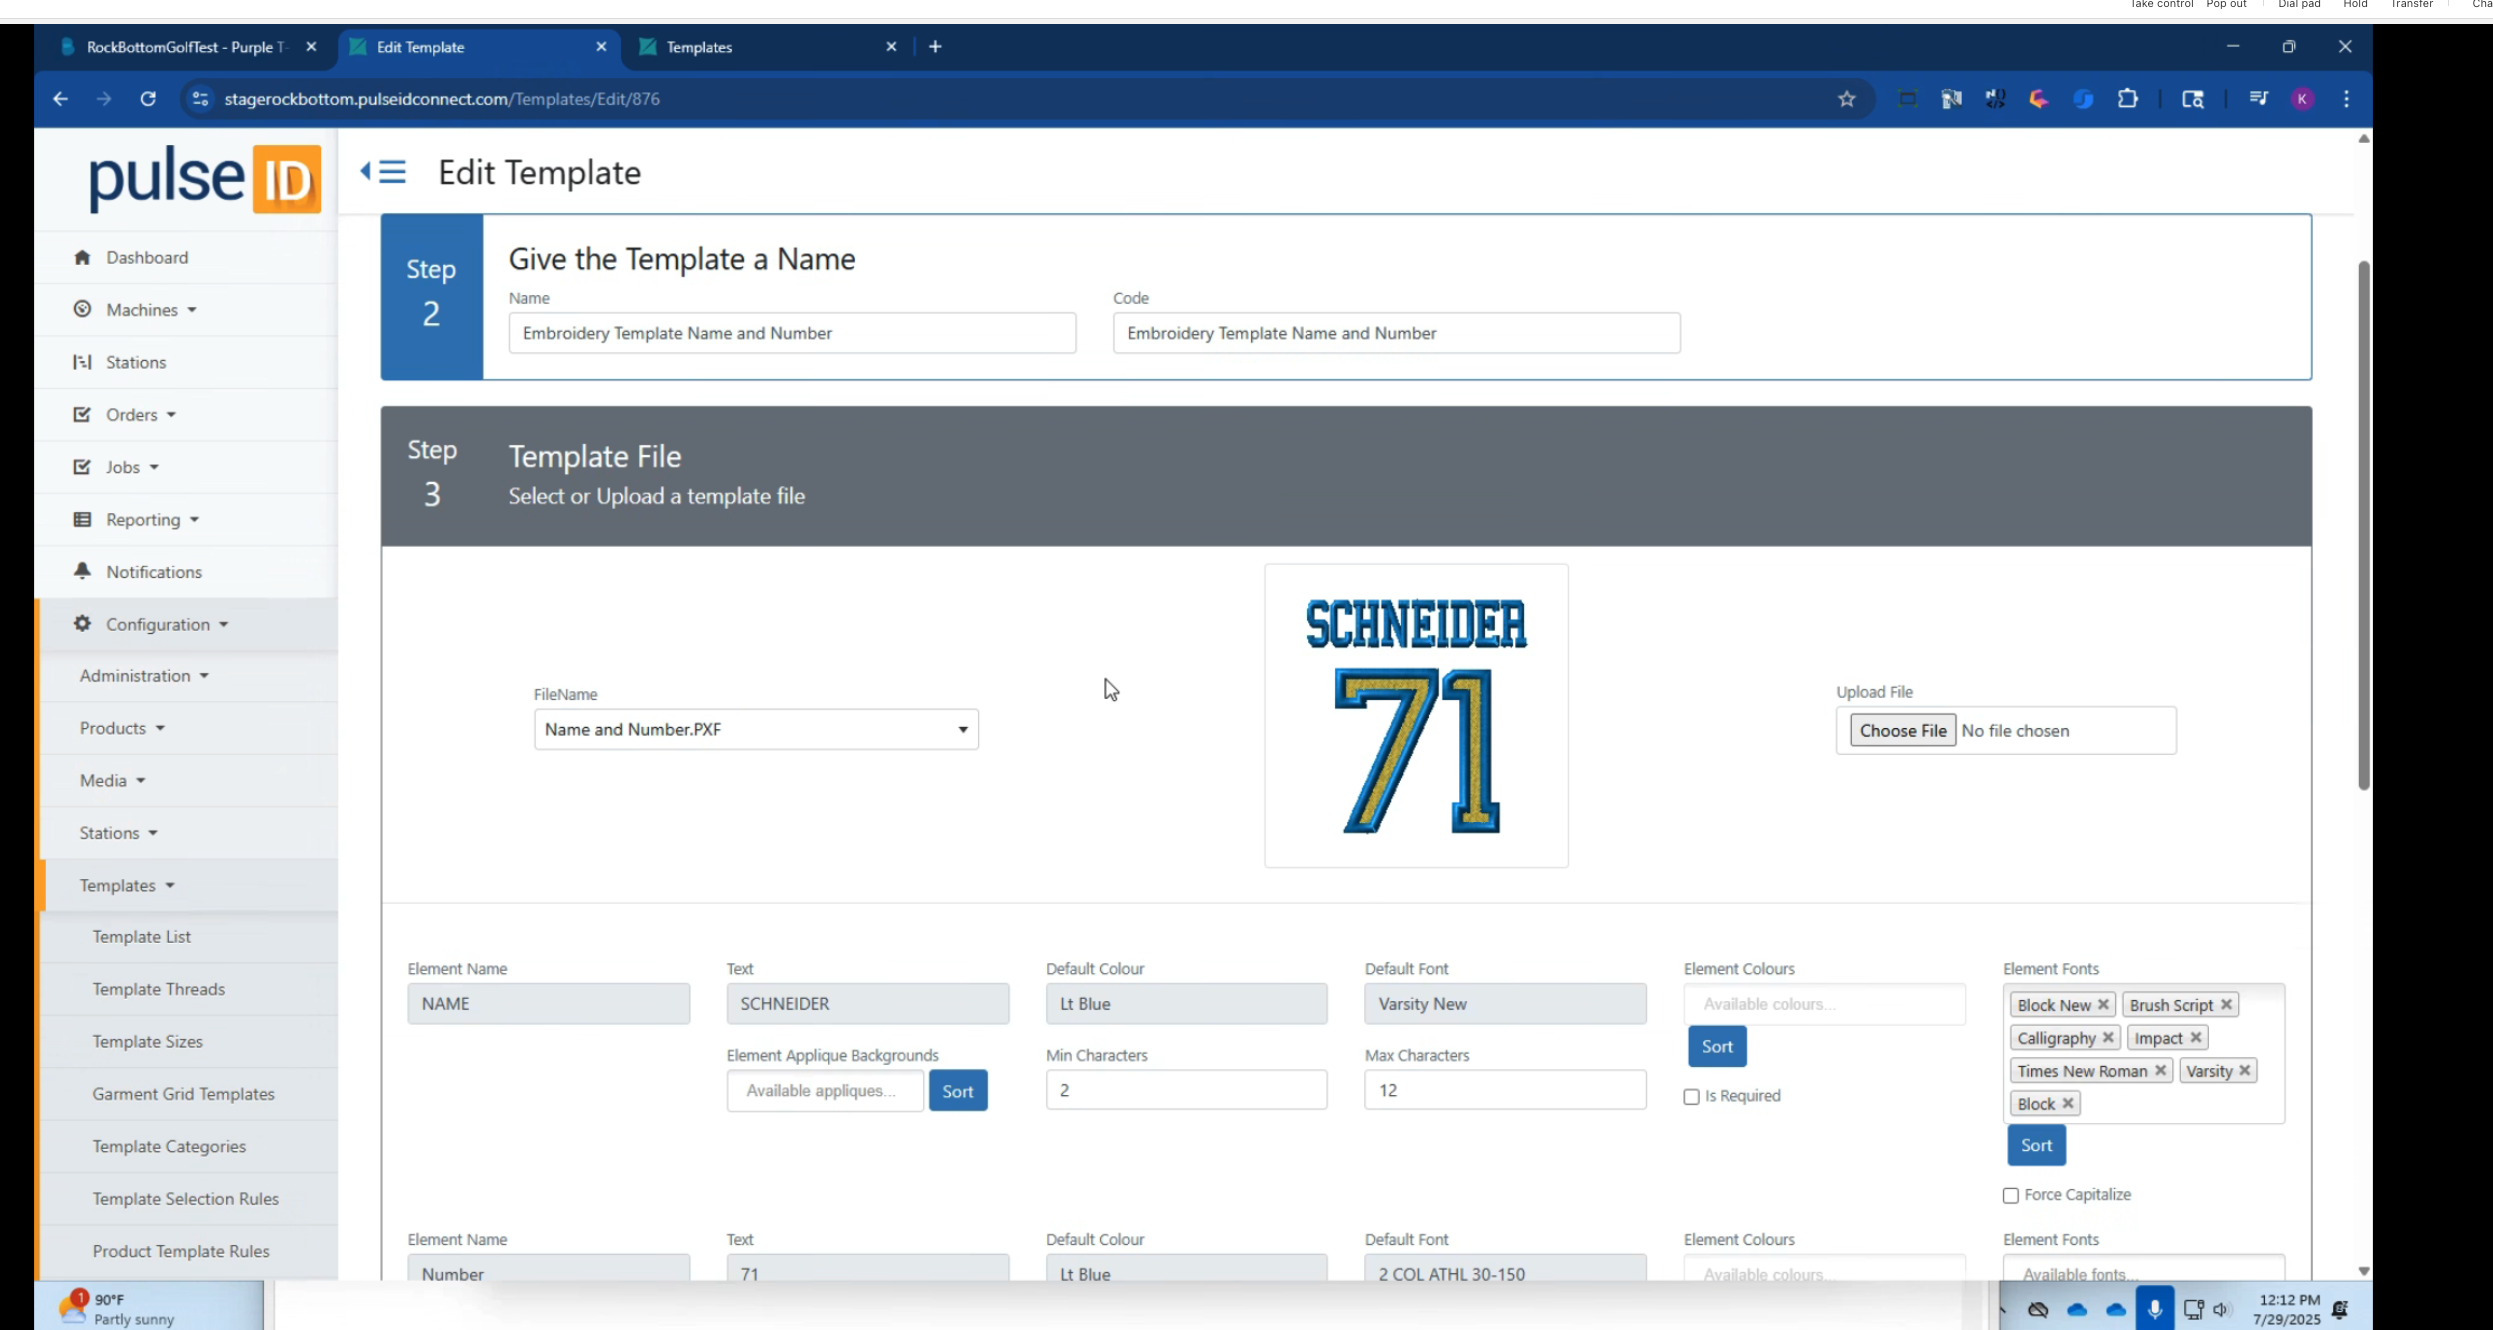 Take control Pop out Dial pad Hold Transfer
RockBottomGolfTest - Purple T- Edit Template Templates
stagerockbottom.pulseidconnect.com/Templates/Edit/876
K
pulse ID
Edit Template
Dashboard
Machines
Stations
Orders
Jobs
Reporting
Notifications
Configuration
Administration
Products
Media
Stations
Templates
Template List
Template Threads
Template Sizes
Garment Grid Templates
Template Categories
Template Selection Rules
Product Template Rules
Step
2
Give the Template a Name
Name Code
Embroidery Template Name and Number Embroidery Template Name and Number
Step
3
Template File
Select or Upload a template file
FileName
Name and Number.PXF
SCHNEIDER
71
Upload File
Choose File No file chosen
Element Name Text Default Colour Default Font Element Colours Element Fonts
NAME SCHNEIDER Lt Blue Varsity New Available colours... Block New Brush Script
Calligraphy Impact
Times New Roman Varsity
Block
Sort
Element Applique Backgrounds Min Characters Max Characters
Available appliques... Sort 2 12
Is Required
Sort
Force Capitalize
Element Name Text Default Colour Default Font Element Colours Element Fonts
Number 71 Lt Blue 2 COL ATHL 30-150 Available colours... Available fonts...
1
90°F
Partly sunny
12:12 PM
7/29/2025